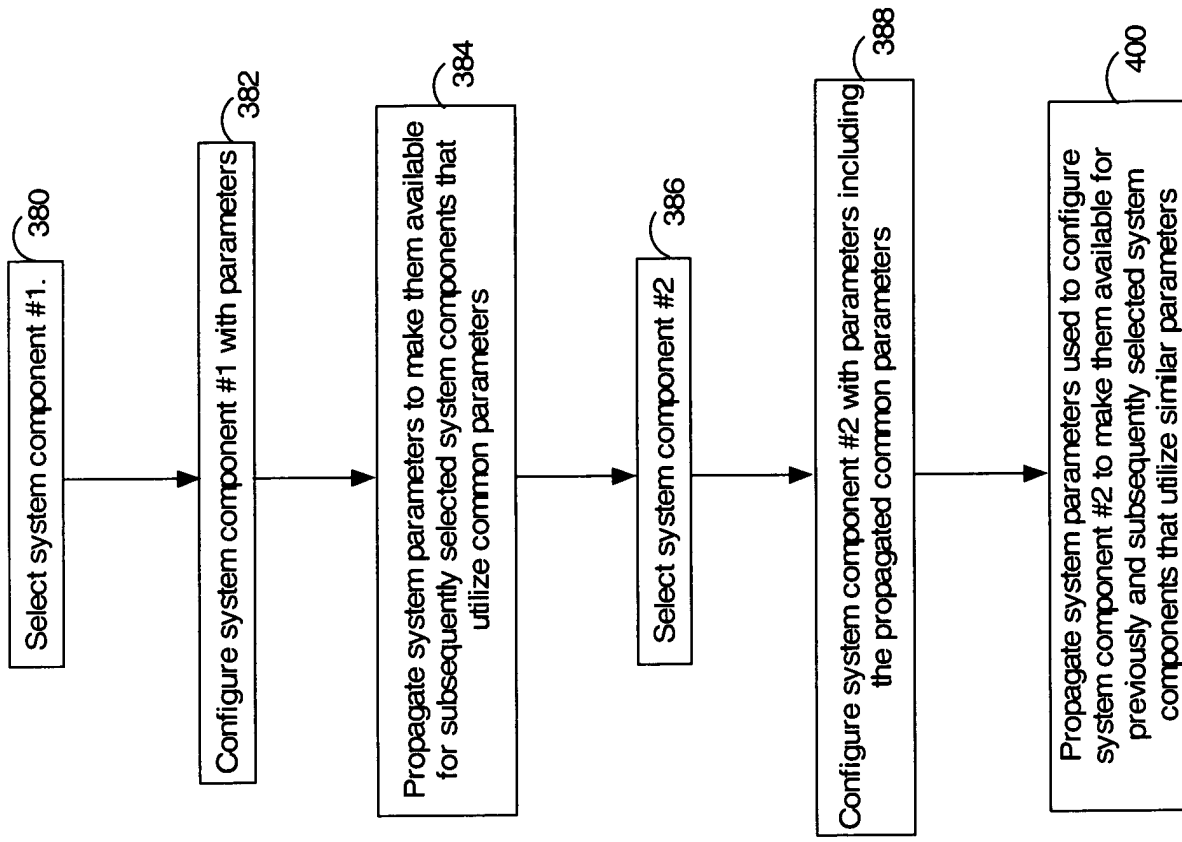 Select system component #1.
380
Configure system component #1 with parameters
382
Propagate system parameters to make them available
for subsequently selected system components that
utilize common parameters
384
Select system component #2
386
Configure system component #2 with parameters including
the propagated common parameters
388
Propagate system parameters used to configure
system component #2 to make them available for
previously and subsequently selected system
components that utilize similar parameters
400